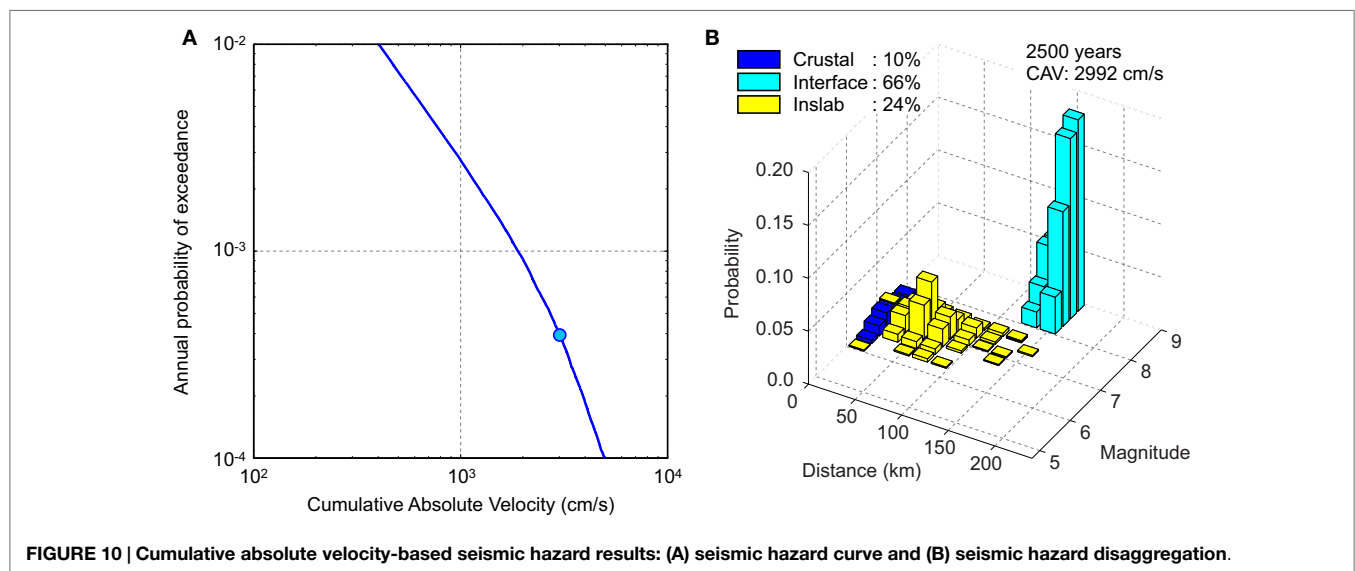 A
10-2
10-3
10-4
Annual probability of exceedance
102
103
104
Cumulative Absolute Velocity (cm/s)
B
Crustal : 10%
Interface : 66%
Inslab : 24%
2500 years
CAV: 2992 cm/s
0.20
0.15
0.10
0.05
0.0
Probability
0
50
100
150
200
Distance (km)
5
6
7
8
9
Magnitude
FIGURE 10 | Cumulative absolute velocity-based seismic hazard results: (A) seismic hazard curve and (B) seismic hazard disaggregation.